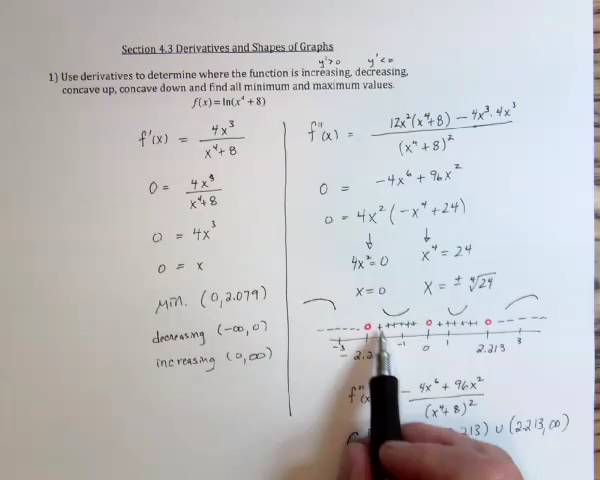 Section 4.3 Derivatives and Shapes of Graphs
y'>0 y'<0
1) Use derivatives to determine where the function is increasing, decreasing,
concave up, concave down and find all minimum and maximum values.
f(x)=ln(x⁴+8)
f'(x) = 4x³/(x⁴+8)
0 = 4x³/(x⁴+8)
0 = 4x³
0 = x
Min. (0, 2.079)
decreasing (-∞, 0)
increasing (0, ∞)
f''(x) = (12x²(x⁴+8) - 4x³·4x³)/(x⁴+8)²
0 = -4x⁶ + 96x²
0 = 4x²(-x⁴ + 24)
↓ ↓
4x² = 0 x⁴ = 24
x = 0 x = ± ⁴√24
------ o +++++ o ++++ o ------
-3 -1 0 1 2.213 3
- 2.2
f'' - 4x⁶ + 96x²/(x⁴+8)²
213) ∪ (2.213, ∞)